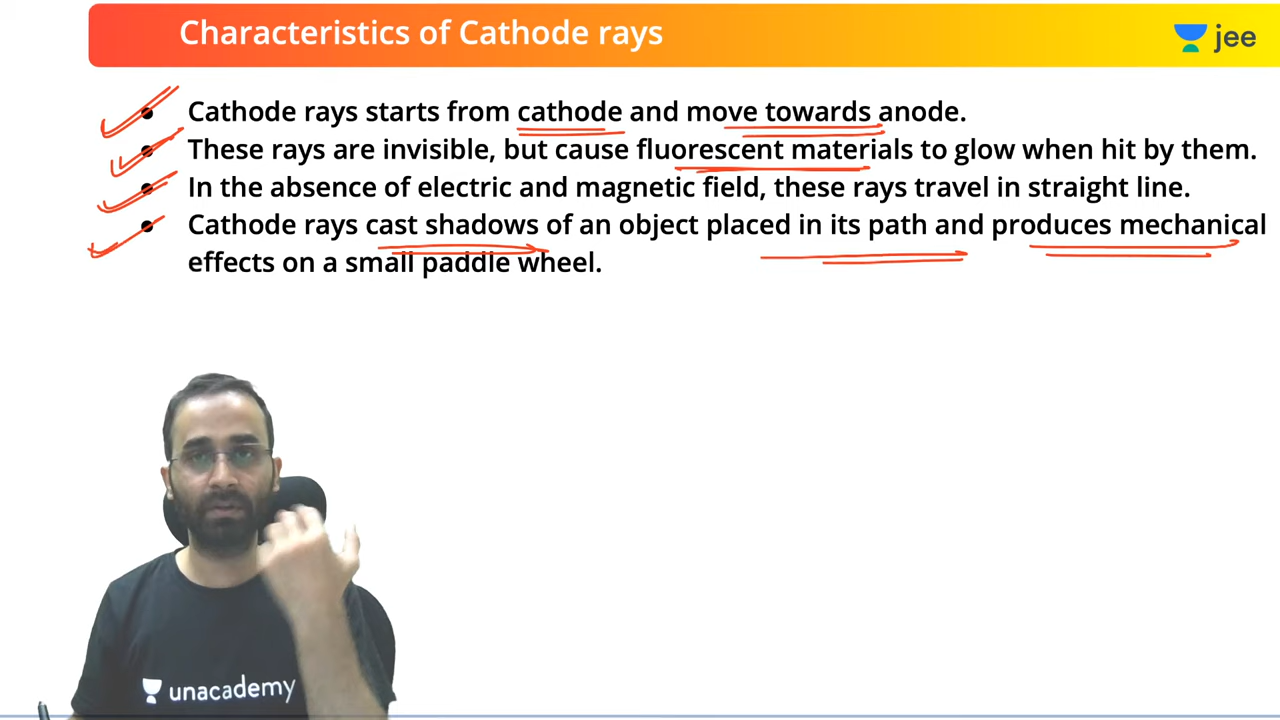 Characteristics of Cathode rays
jee
Cathode rays starts from cathode and move towards anode.
These rays are invisible, but cause fluorescent materials to glow when hit by them.
In the absence of electric and magnetic field, these rays travel in straight line.
Cathode rays cast shadows of an object placed in its path and produces mechanical
effects on a small paddle wheel.
unacademy